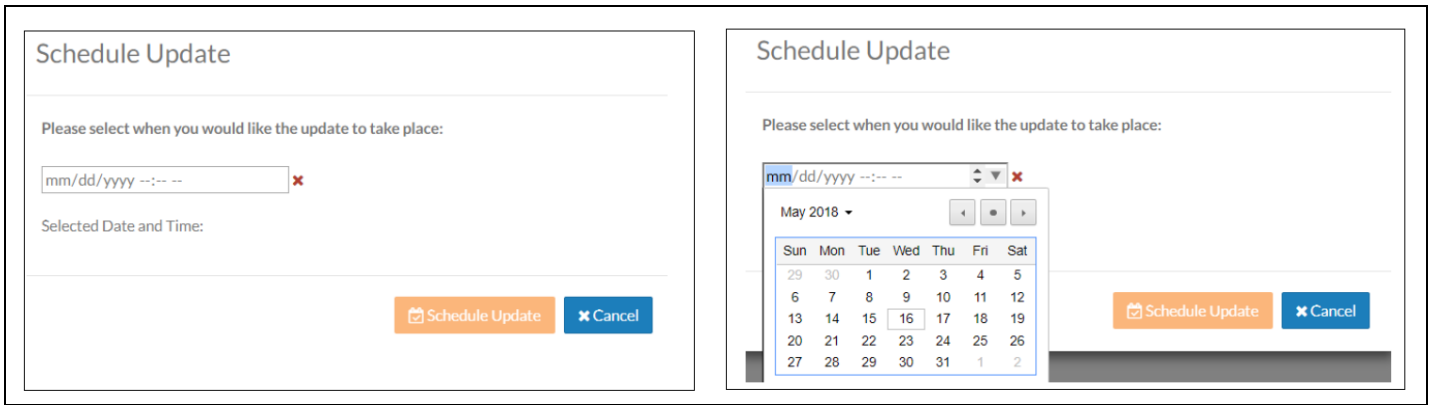 Schedule Update
Please select when you would like the update to take place:
mm/dd/yyyy --:-- --
Selected Date and Time:
Schedule Update
Cancel
Schedule Update
Please select when you would like the update to take place:
mm/dd/yyyy --:-- --
May 2018
Sun Mon Tue Wed Thu Fri Sat
29 30 1 2 3 4 5
6 7 8 9 10 11 12
13 14 15 16 17 18 19
20 21 22 23 24 25 26
27 28 29 30 31 1 2
Schedule Update
Cancel